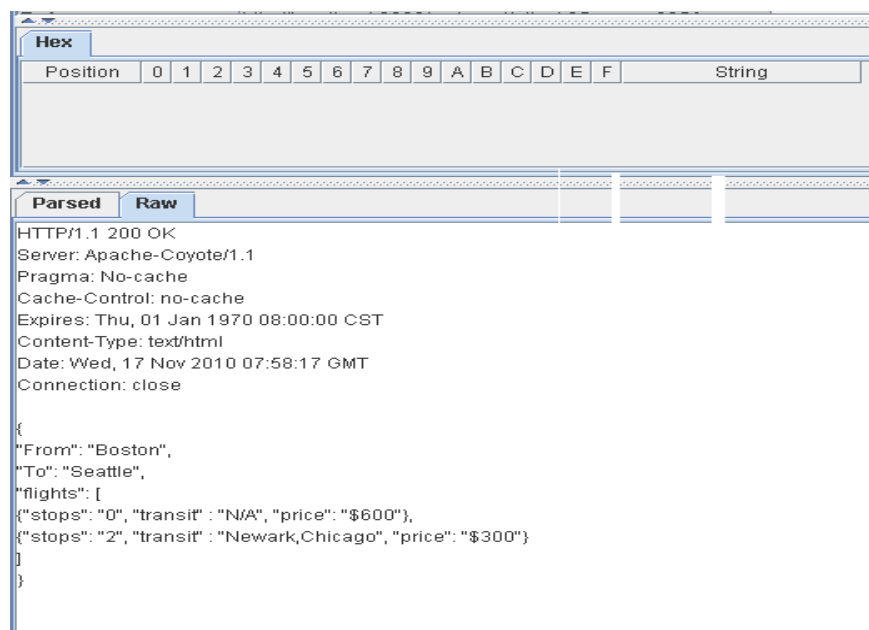 Hex
Position 0 1 2 3 4 5 6 7 8 9 A B C D E F String
Parsed Raw
HTTP/1.1 200 OK
Server: Apache-Coyote/1.1
Pragma: No-cache
Cache-Control: no-cache
Expires: Thu, 01 Jan 1970 08:00:00 CST
Content-Type: text/html
Date: Wed, 17 Nov 2010 07:58:17 GMT
Connection: close
{
"From": "Boston",
"To": "Seattle",
"flights": [
{"stops": "0", "transit" : "N/A", "price": "$600"},
{"stops": "2", "transit" : "Newark,Chicago", "price": "$300"}
]
}